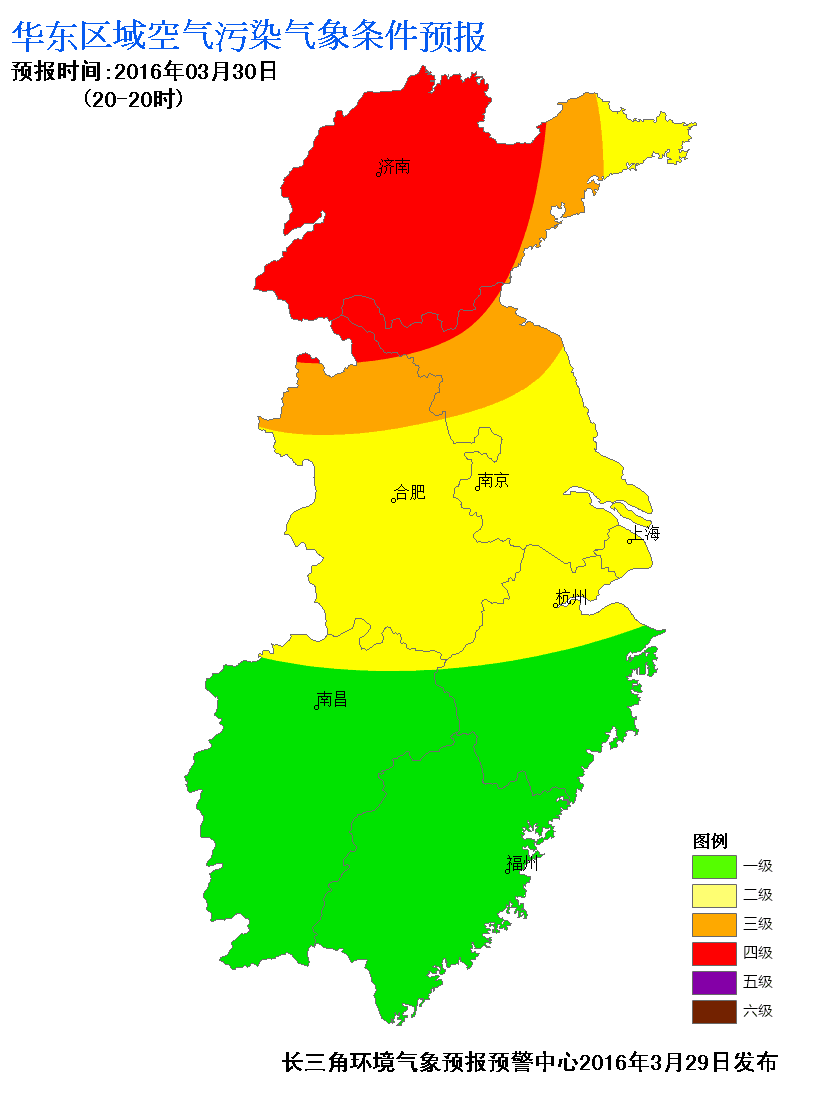 华东区域空气污染气象条件预报
预报时间:2016年03月30日
(20-20时)
济南
合肥
南京
上海
杭州
南昌
福州
图例
一级
二级
三级
四级
五级
六级
长三角环境气象预报预警中心2016年3月29日发布